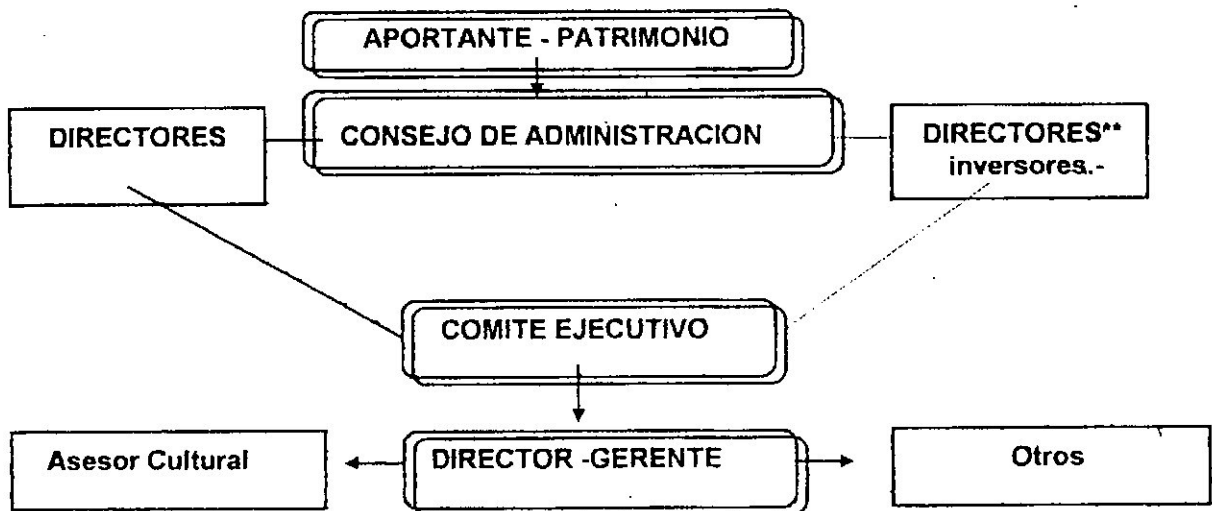 APORTANTE - PATRIMONIO
DIRECTORES
CONSEJO DE ADMINISTRACION
DIRECTORES**
inversores.-
COMITE EJECUTIVO
Asesor Cultural
DIRECTOR -GERENTE
Otros